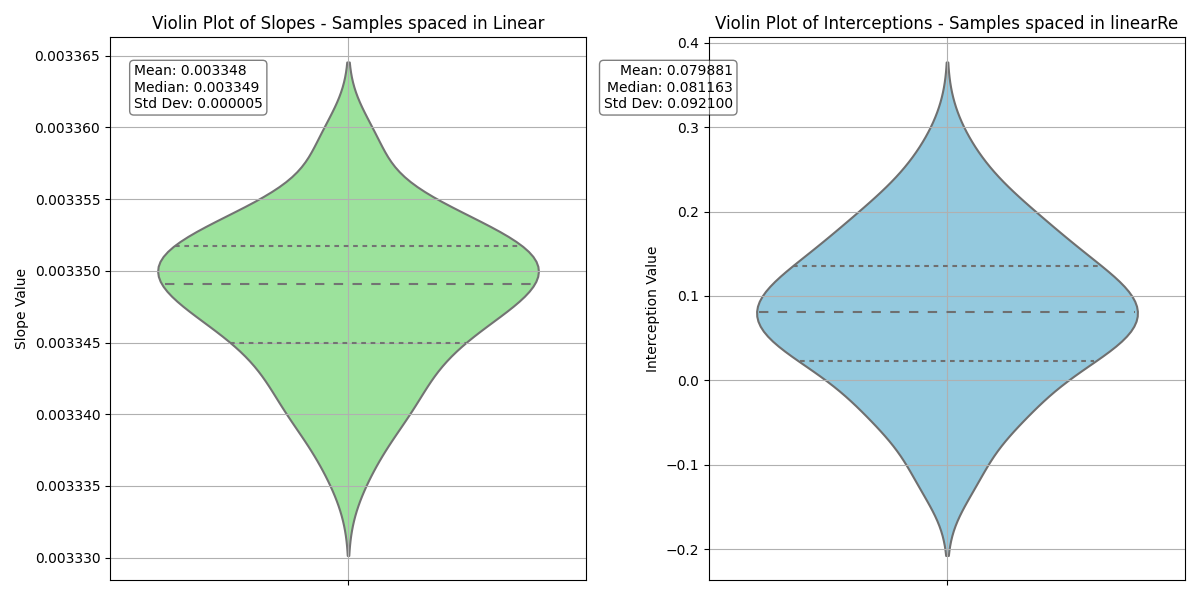 Violin Plot of Slopes - Samples spaced in Linear
0.003365
0.003360
0.003355
0.003350
0.003345
0.003340
0.003335
0.003330
Slope Value
Mean: 0.003348
Median: 0.003349
Std Dev: 0.000005
Violin Plot of Interceptions - Samples spaced in linearRe
0.4
0.3
0.2
0.1
0.0
−0.1
−0.2
Interception Value
Mean: 0.079881
Median: 0.081163
Std Dev: 0.092100